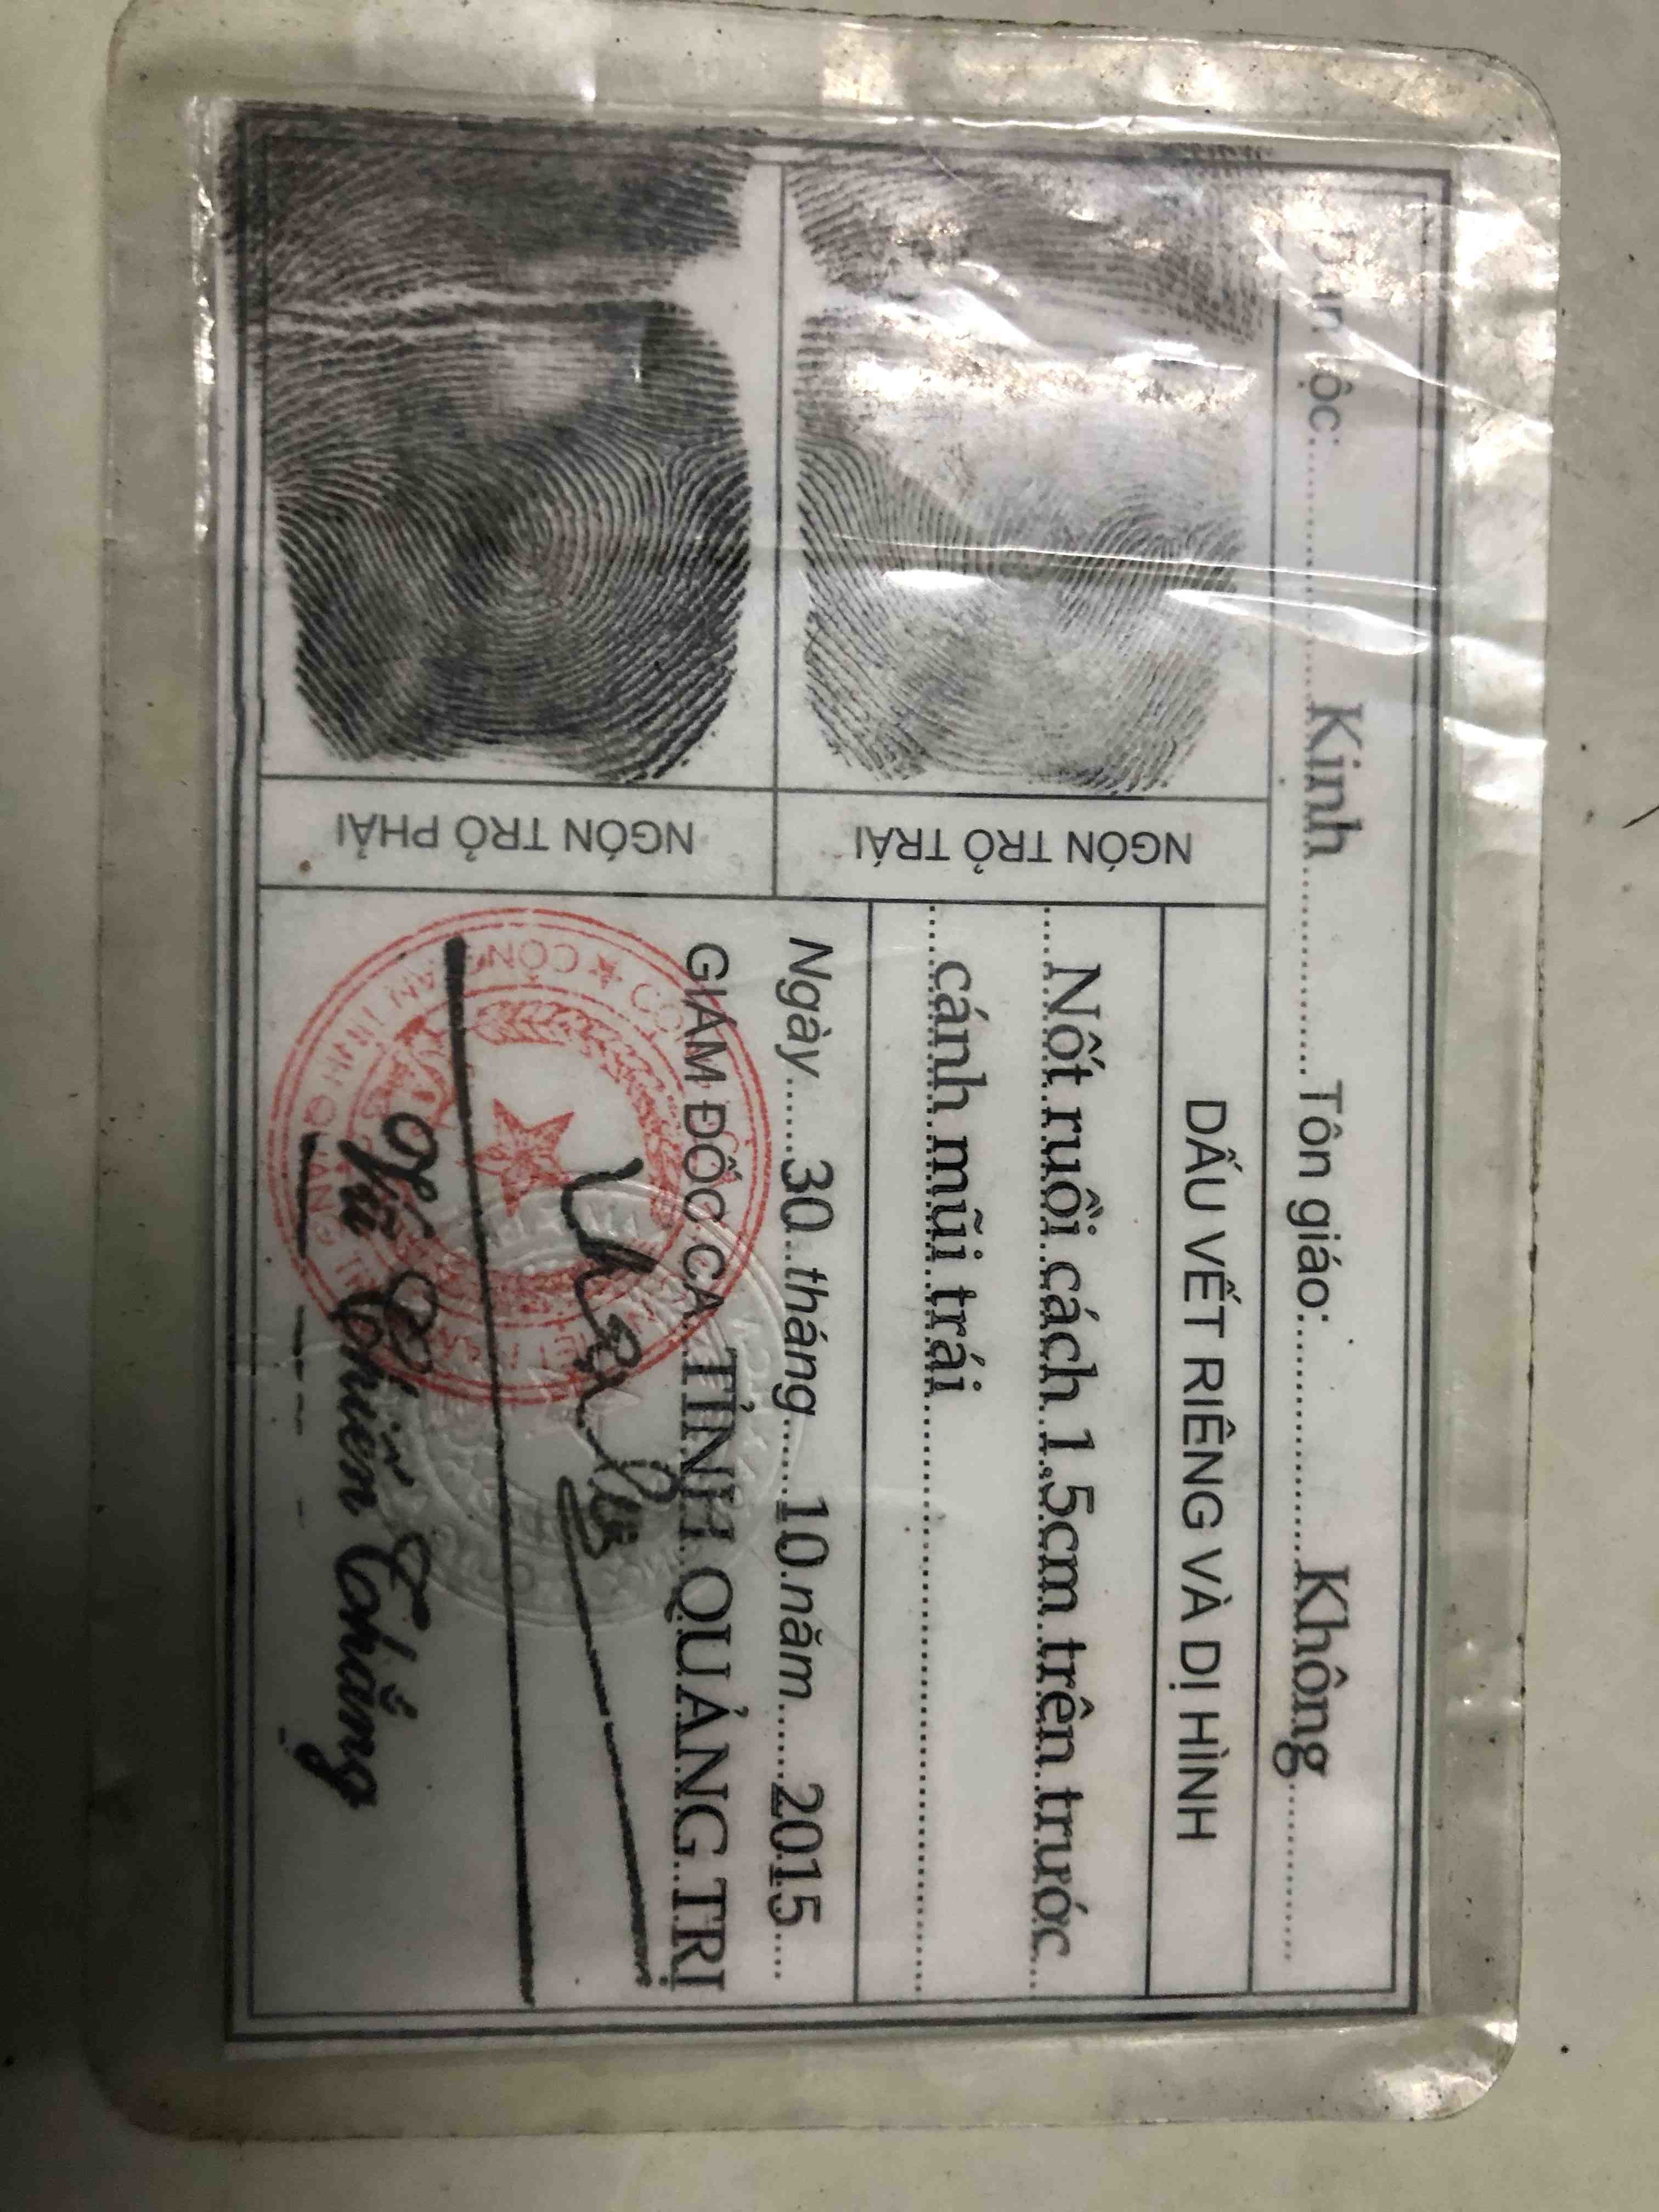 Dân tộc: Kinh Tôn giáo: Không
DẤU VẾT RIÊNG VÀ DỊ HÌNH
Nốt ruồi cách 1.5cm trên trước
cánh mũi trái
NGÓN TRỎ TRÁI
NGÓN TRỎ PHẢI
Ngày 30 tháng 10 năm 2015
GIÁM ĐỐC CA TỈNH QUẢNG TRỊ
Chiến Thắng